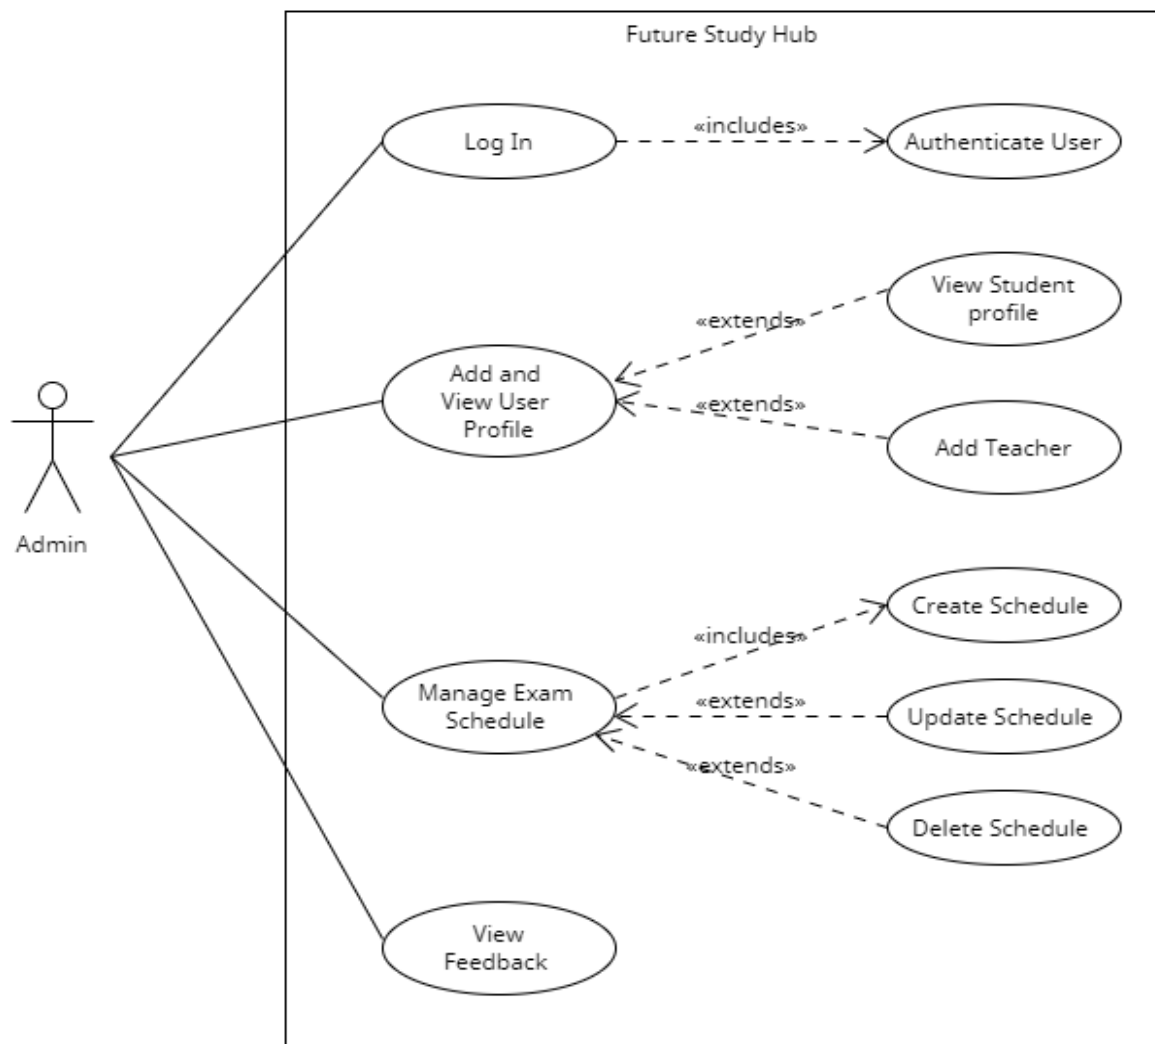 Future Study Hub
Log In
«includes»
Authenticate User
View Student
profile
«extends»
Add and
View User
Profile
«extends»
Add Teacher
Admin
Create Schedule
«includes»
Manage Exam
Schedule
«extends»
Update Schedule
«extends»
Delete Schedule
View
Feedback